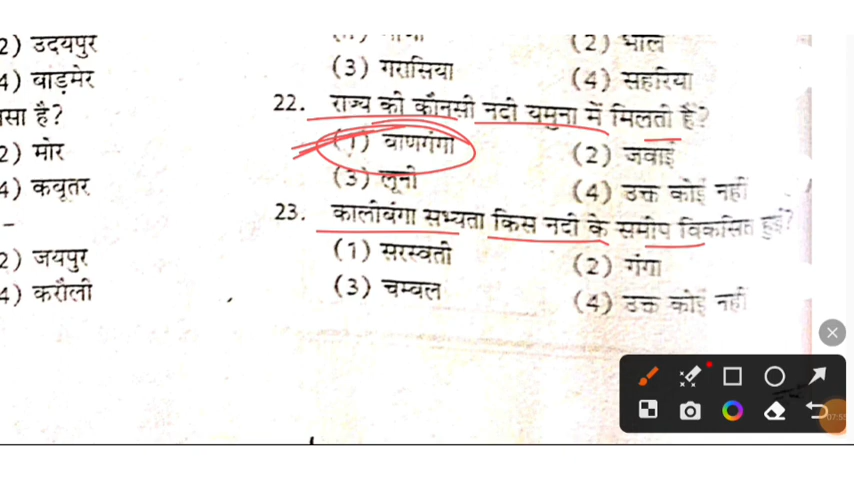 2) उदयपुर
4) बाड़मेर
सा है?
2) मोर
4) कबूतर
–
2) जयपुर
4) करौली
(2) भील
(3) गरासिया
(4) सहरिया
22. राज्य की कौनसी नदी यमुना में मिलती है?
(1) बाणगंगा
(2) जवाई
(3) लूनी
(4) उक्त कोई नहीं
23. कालीबंगा सभ्यता किस नदी के समीप विकसित हुई?
(1) सरस्वती
(2) गंगा
(3) चम्बल
(4) उक्त कोई नहीं